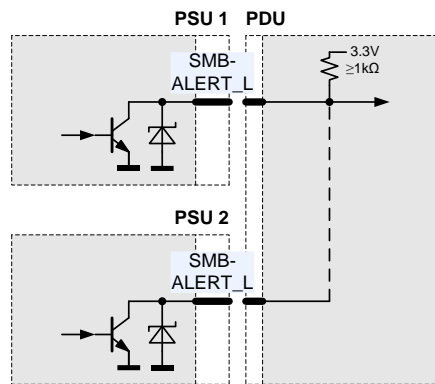 PSU 1 PDU
SMB-
ALERT_L
3.3V
≥1kΩ
PSU 2
SMB-
ALERT_L